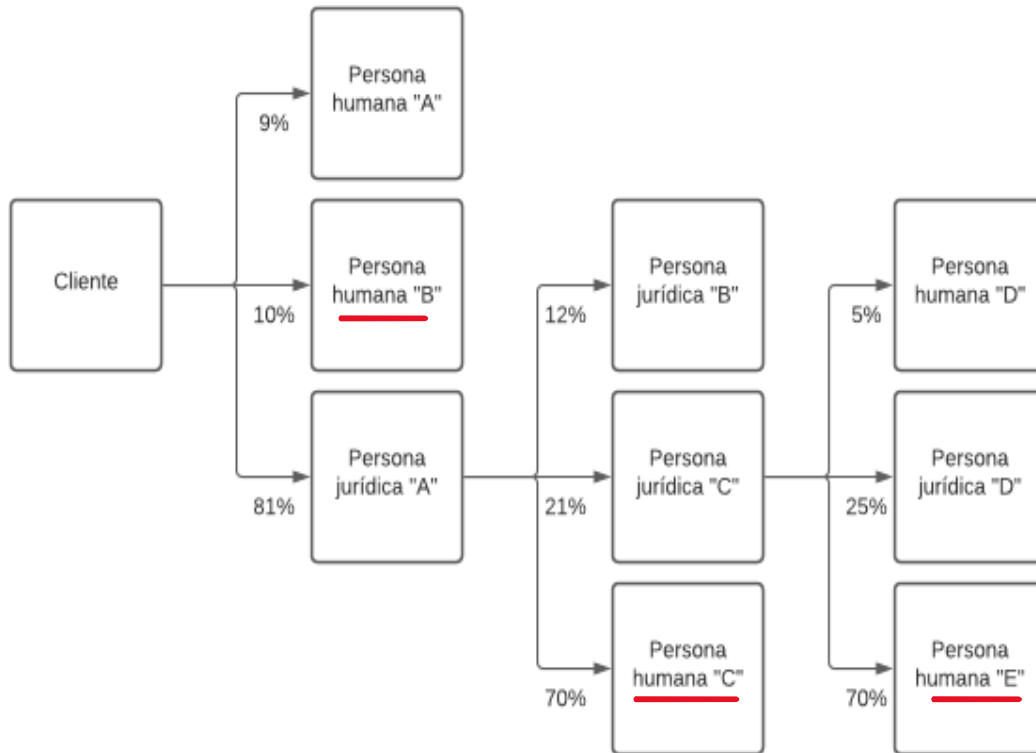 Persona
humana "A"
9%
Cliente
Persona
humana "B"
10%
Persona
jurídica "A"
81%
Persona
jurídica "B"
12%
Persona
jurídica "C"
21%
Persona
humana "C"
70%
Persona
humana "D"
5%
Persona
jurídica "D"
25%
Persona
humana "E"
70%